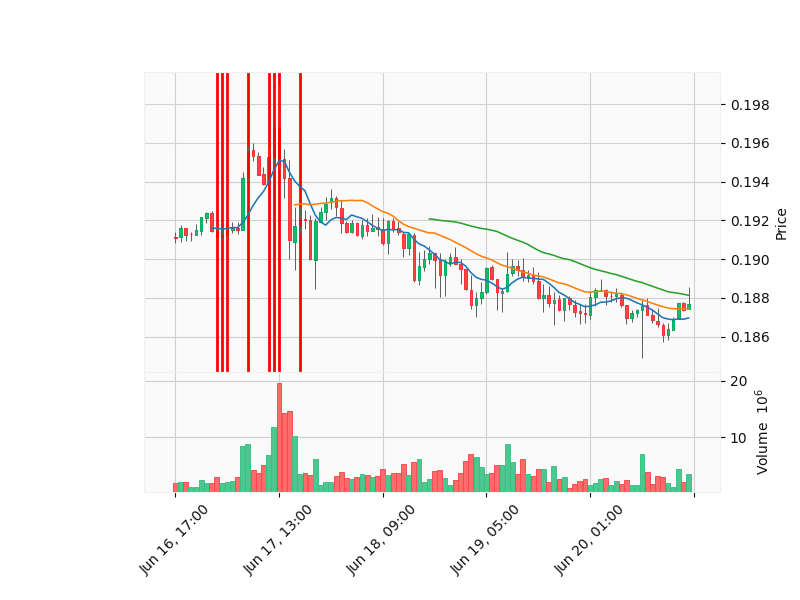 0.198
0.196
0.194
0.192
0.190
0.188
0.186
Price
20
10
Volume 10⁶
Jun 16, 17:00
Jun 17, 13:00
Jun 18, 09:00
Jun 19, 05:00
Jun 20, 01:00